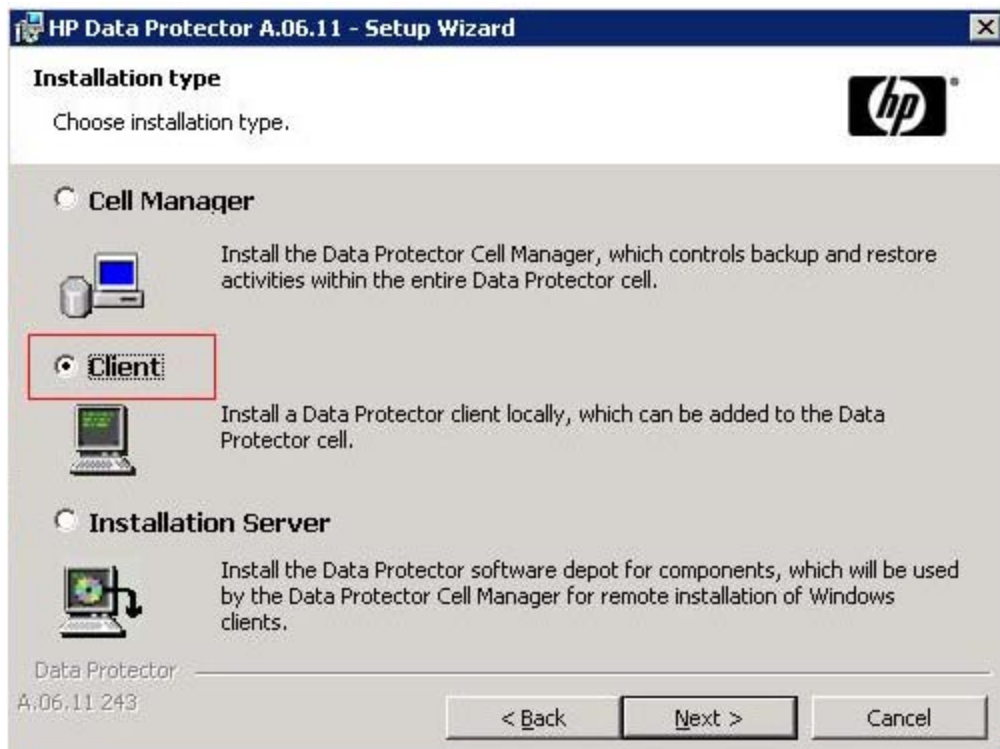 HP Data Protector A.06.11 - Setup Wizard
Installation type
Choose installation type.
hp
Cell Manager
Install the Data Protector Cell Manager, which controls backup and restore
activities within the entire Data Protector cell.
Client
Install a Data Protector client locally, which can be added to the Data
Protector cell.
Installation Server
Install the Data Protector software depot for components, which will be used
by the Data Protector Cell Manager for remote installation of Windows
clients.
Data Protector
A.06.11 243
< Back
Next >
Cancel